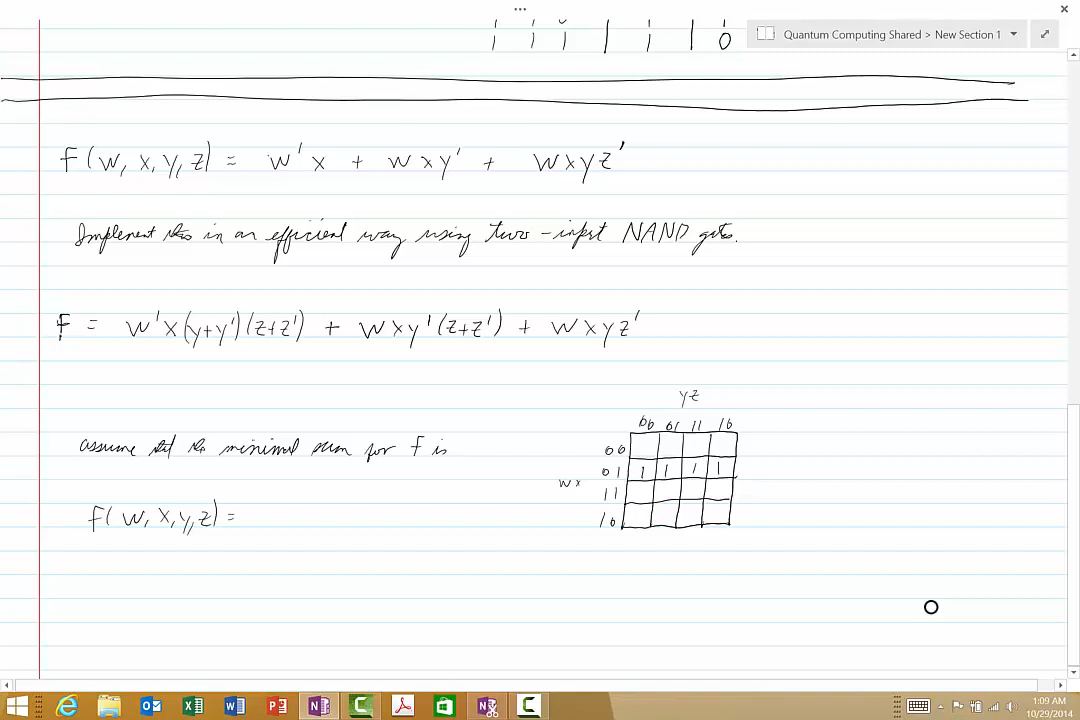 Quantum Computing Shared > New Section 1
1 0
F(W, X, Y, Z) = W'X + WXY' + WXYZ'
Implement this in an efficient way using two-input NAND gates.
F = W'X(Y+Y')(Z+Z') + WXY'(Z+Z') + WXYZ'
YZ
00 01 11 10
Assume that the minimal sum for F is
00
01 1 1 1 1
WX
11
10
F(W, X, Y, Z) =
1:09 AM
10/29/2014